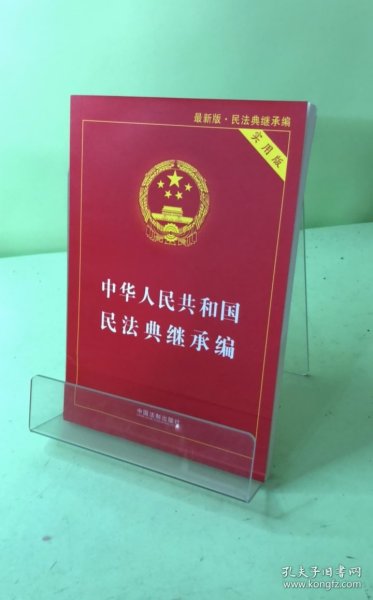 最新版·民法典继承编
实用版
中华人民共和国
民法典继承编
中国法制出版社
孔夫子旧书网
www.kongfz.com